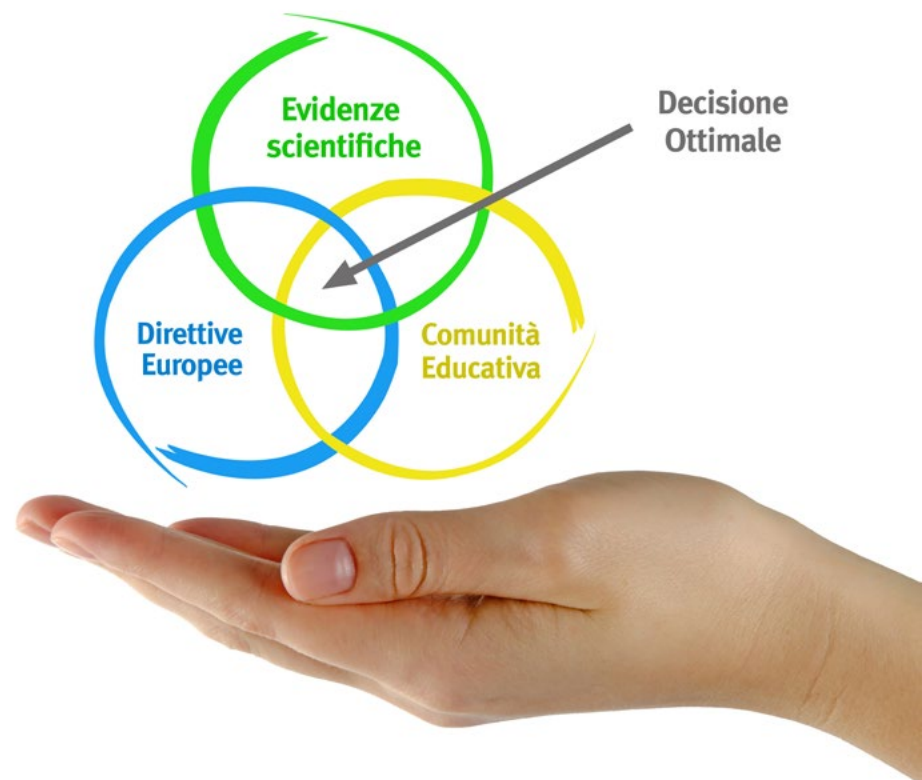 Evidenze
scientifiche
Decisione
Ottimale
Direttive
Europee
Comunità
Educativa